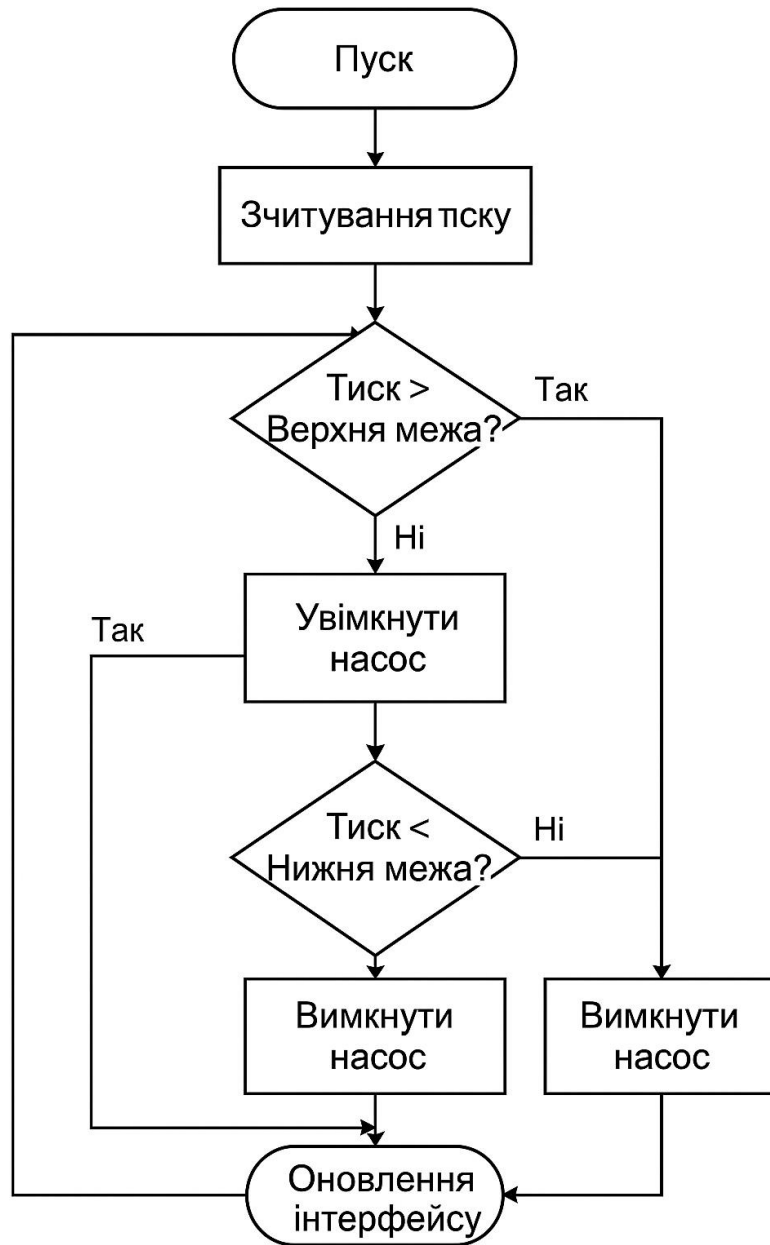 Пуск
Зчитування пску
Тиск >
Верхня межа?
Так
Ні
Увімкнути
насос
Так
Тиск <
Нижня межа?
Ні
Вимкнути
насос
Вимкнути
насос
Оновлення
інтерфейсу